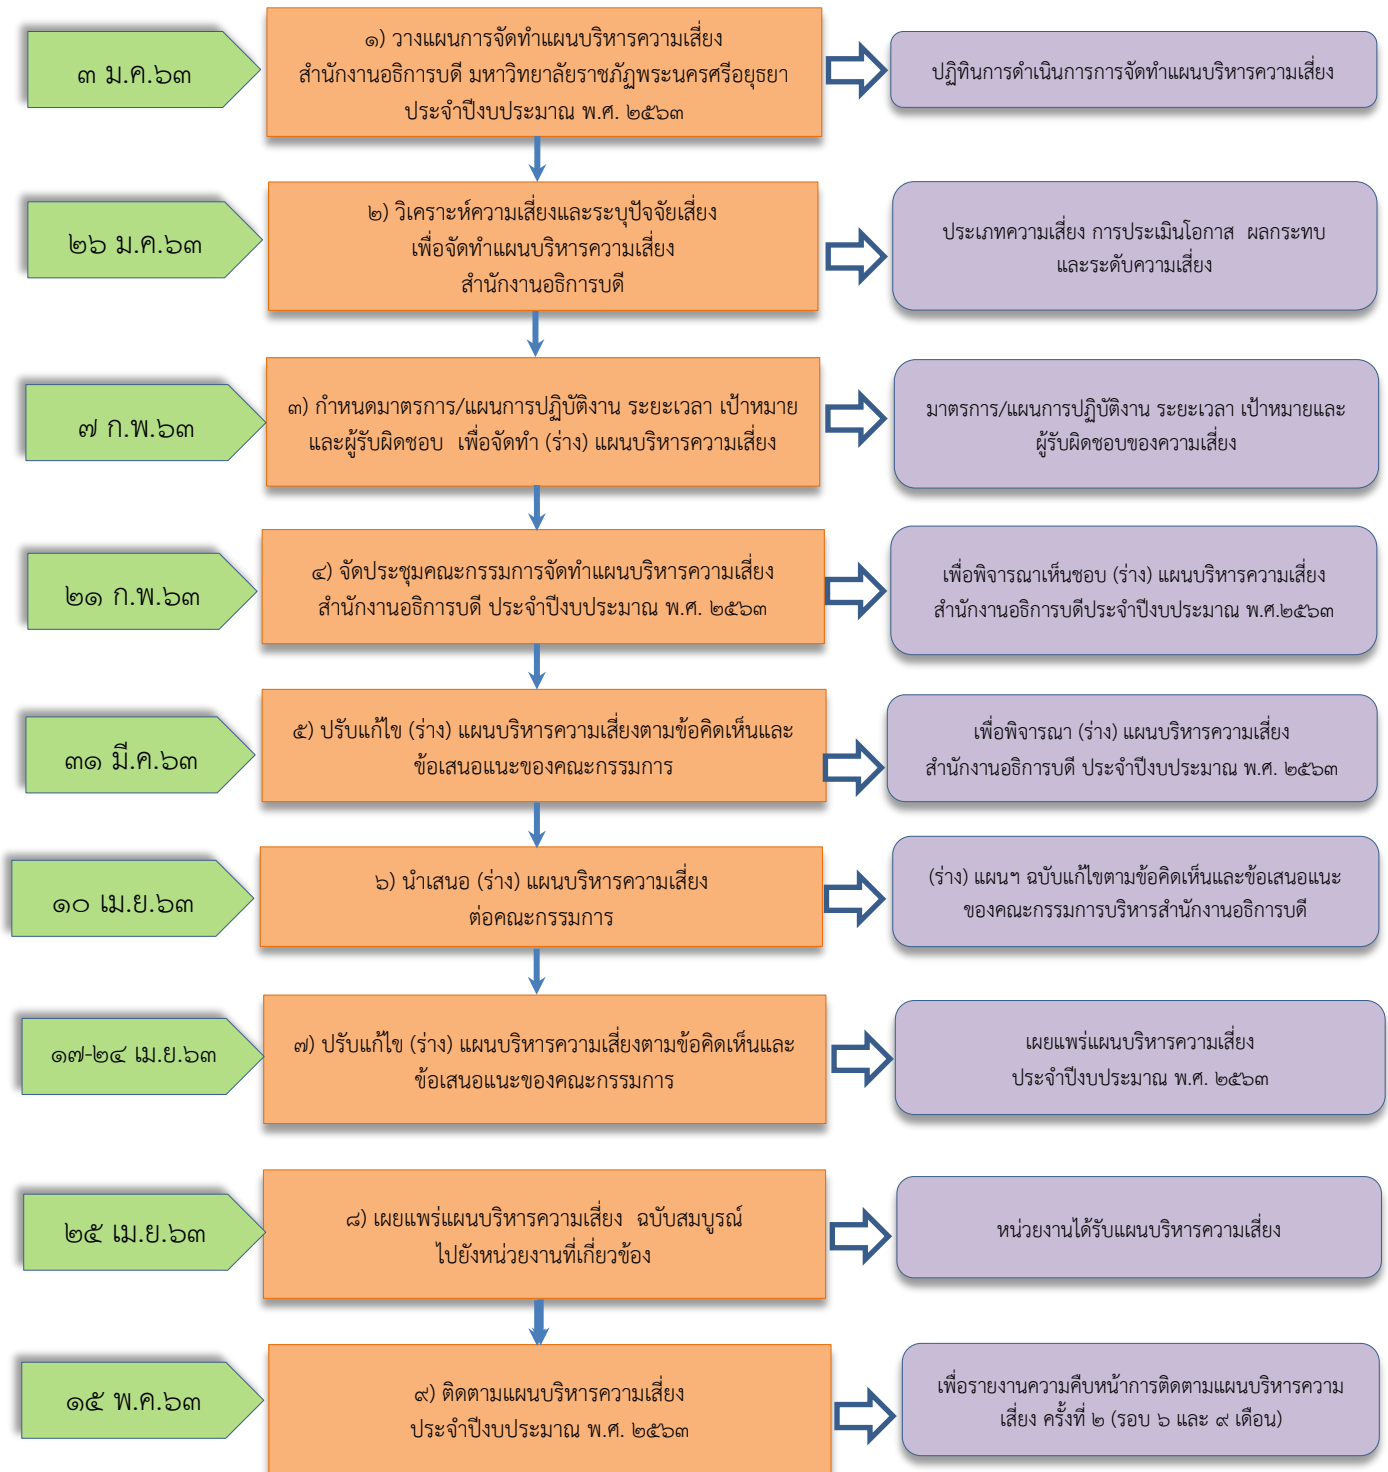 ๓ ม.ค.๖๓
๑) วางแผนการจัดทำแผนบริหารความเสี่ยง
สำนักงานอธิการบดี มหาวิทยาลัยราชภัฏพระนครศรีอยุธยา
ประจำปีงบประมาณ พ.ศ. ๒๕๖๓
ปฏิทินการดำเนินการการจัดทำแผนบริหารความเสี่ยง
๒๖ ม.ค.๖๓
๒) วิเคราะห์ความเสี่ยงและระบุปัจจัยเสี่ยง
เพื่อจัดทำแผนบริหารความเสี่ยง
สำนักงานอธิการบดี
ประเภทความเสี่ยง การประเมินโอกาส ผลกระทบ
และระดับความเสี่ยง
๗ ก.พ.๖๓
๓) กำหนดมาตรการ/แผนการปฏิบัติงาน ระยะเวลา เป้าหมาย
และผู้รับผิดชอบ เพื่อจัดทำ (ร่าง) แผนบริหารความเสี่ยง
มาตรการ/แผนการปฏิบัติงาน ระยะเวลา เป้าหมายและ
ผู้รับผิดชอบของความเสี่ยง
๒๑ ก.พ.๖๓
๔) จัดประชุมคณะกรรมการจัดทำแผนบริหารความเสี่ยง
สำนักงานอธิการบดี ประจำปีงบประมาณ พ.ศ. ๒๕๖๓
เพื่อพิจารณาเห็นชอบ (ร่าง) แผนบริหารความเสี่ยง
สำนักงานอธิการบดีประจำปีงบประมาณ พ.ศ.๒๕๖๓
๓๑ มี.ค.๖๓
๕) ปรับแก้ไข (ร่าง) แผนบริหารความเสี่ยงตามข้อคิดเห็นและ
ข้อเสนอแนะของคณะกรรมการ
เพื่อพิจารณา (ร่าง) แผนบริหารความเสี่ยง
สำนักงานอธิการบดี ประจำปีงบประมาณ พ.ศ. ๒๕๖๓
๑๐ เม.ย.๖๓
๖) นำเสนอ (ร่าง) แผนบริหารความเสี่ยง
ต่อคณะกรรมการ
(ร่าง) แผนฯ ฉบับแก้ไขตามข้อคิดเห็นและข้อเสนอแนะ
ของคณะกรรมการบริหารสำนักงานอธิการบดี
๑๗-๒๔ เม.ย.๖๓
๗) ปรับแก้ไข (ร่าง) แผนบริหารความเสี่ยงตามข้อคิดเห็นและ
ข้อเสนอแนะของคณะกรรมการ
เผยแพร่แผนบริหารความเสี่ยง
ประจำปีงบประมาณ พ.ศ. ๒๕๖๓
๒๕ เม.ย.๖๓
๘) เผยแพร่แผนบริหารความเสี่ยง ฉบับสมบูรณ์
ไปยังหน่วยงานที่เกี่ยวข้อง
หน่วยงานได้รับแผนบริหารความเสี่ยง
๑๕ พ.ค.๖๓
๙) ติดตามแผนบริหารความเสี่ยง
ประจำปีงบประมาณ พ.ศ. ๒๕๖๓
เพื่อรายงานความคืบหน้าการติดตามแผนบริหารความ
เสี่ยง ครั้งที่ ๒ (รอบ ๖ และ ๙ เดือน)